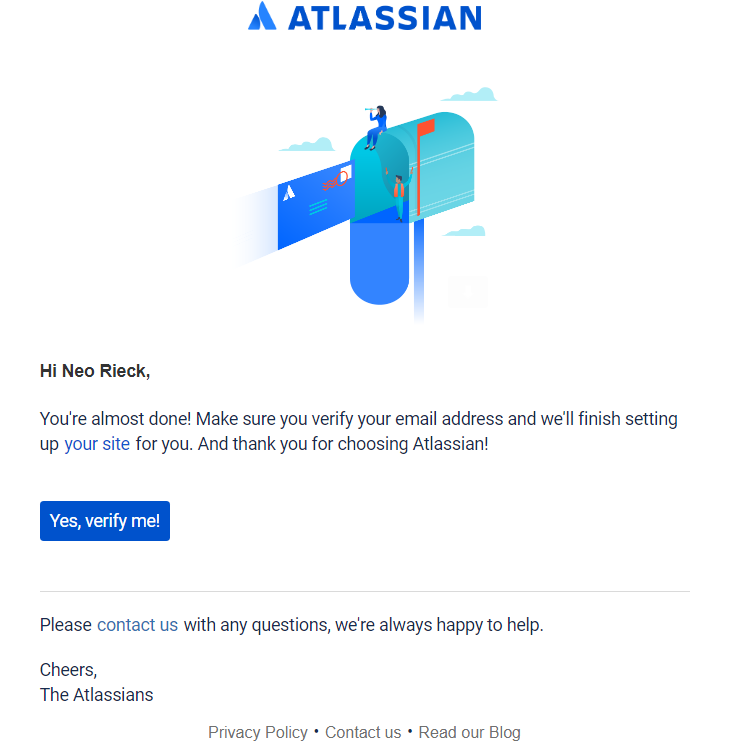 ATLASSIAN
Hi Neo Rieck,
You're almost done! Make sure you verify your email address and we'll finish setting
up your site for you. And thank you for choosing Atlassian!
Yes, verify me!
Please contact us with any questions, we're always happy to help.
Cheers,
The Atlassians
Privacy Policy • Contact us • Read our Blog